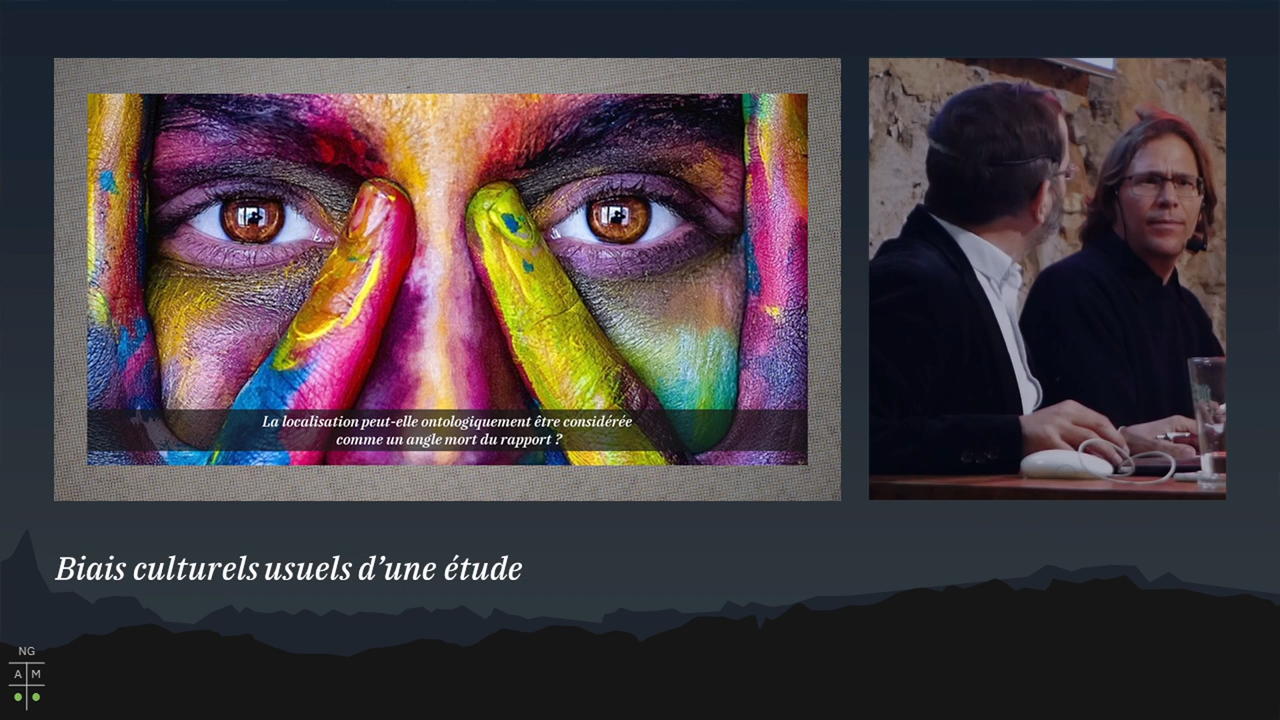 La localisation peut-elle ontologiquement être considérée
comme un angle mort du rapport ?
Biais culturels usuels d’une étude
NG
A M